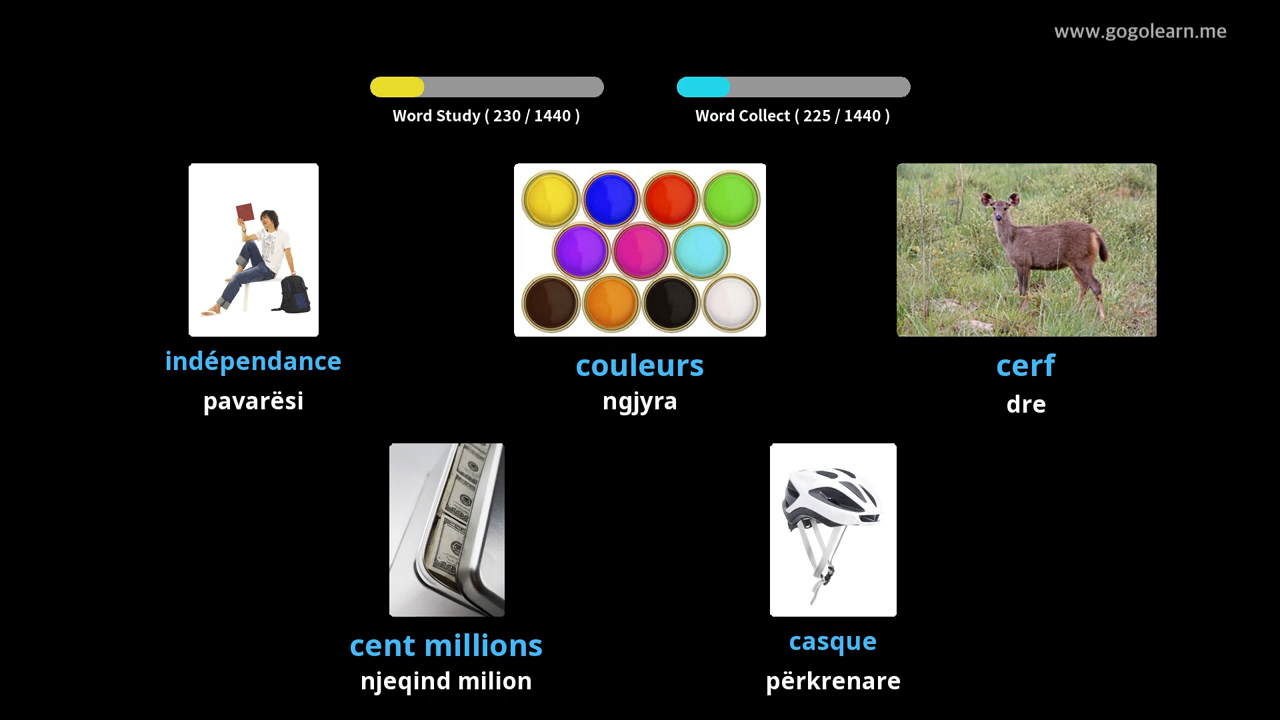 www.gogolearn.me
Word Study ( 230 / 1440 )
Word Collect ( 225 / 1440 )
indépendance
pavarësi
couleurs
ngjyra
cerf
dre
cent millions
njeqind milion
casque
përkrenare